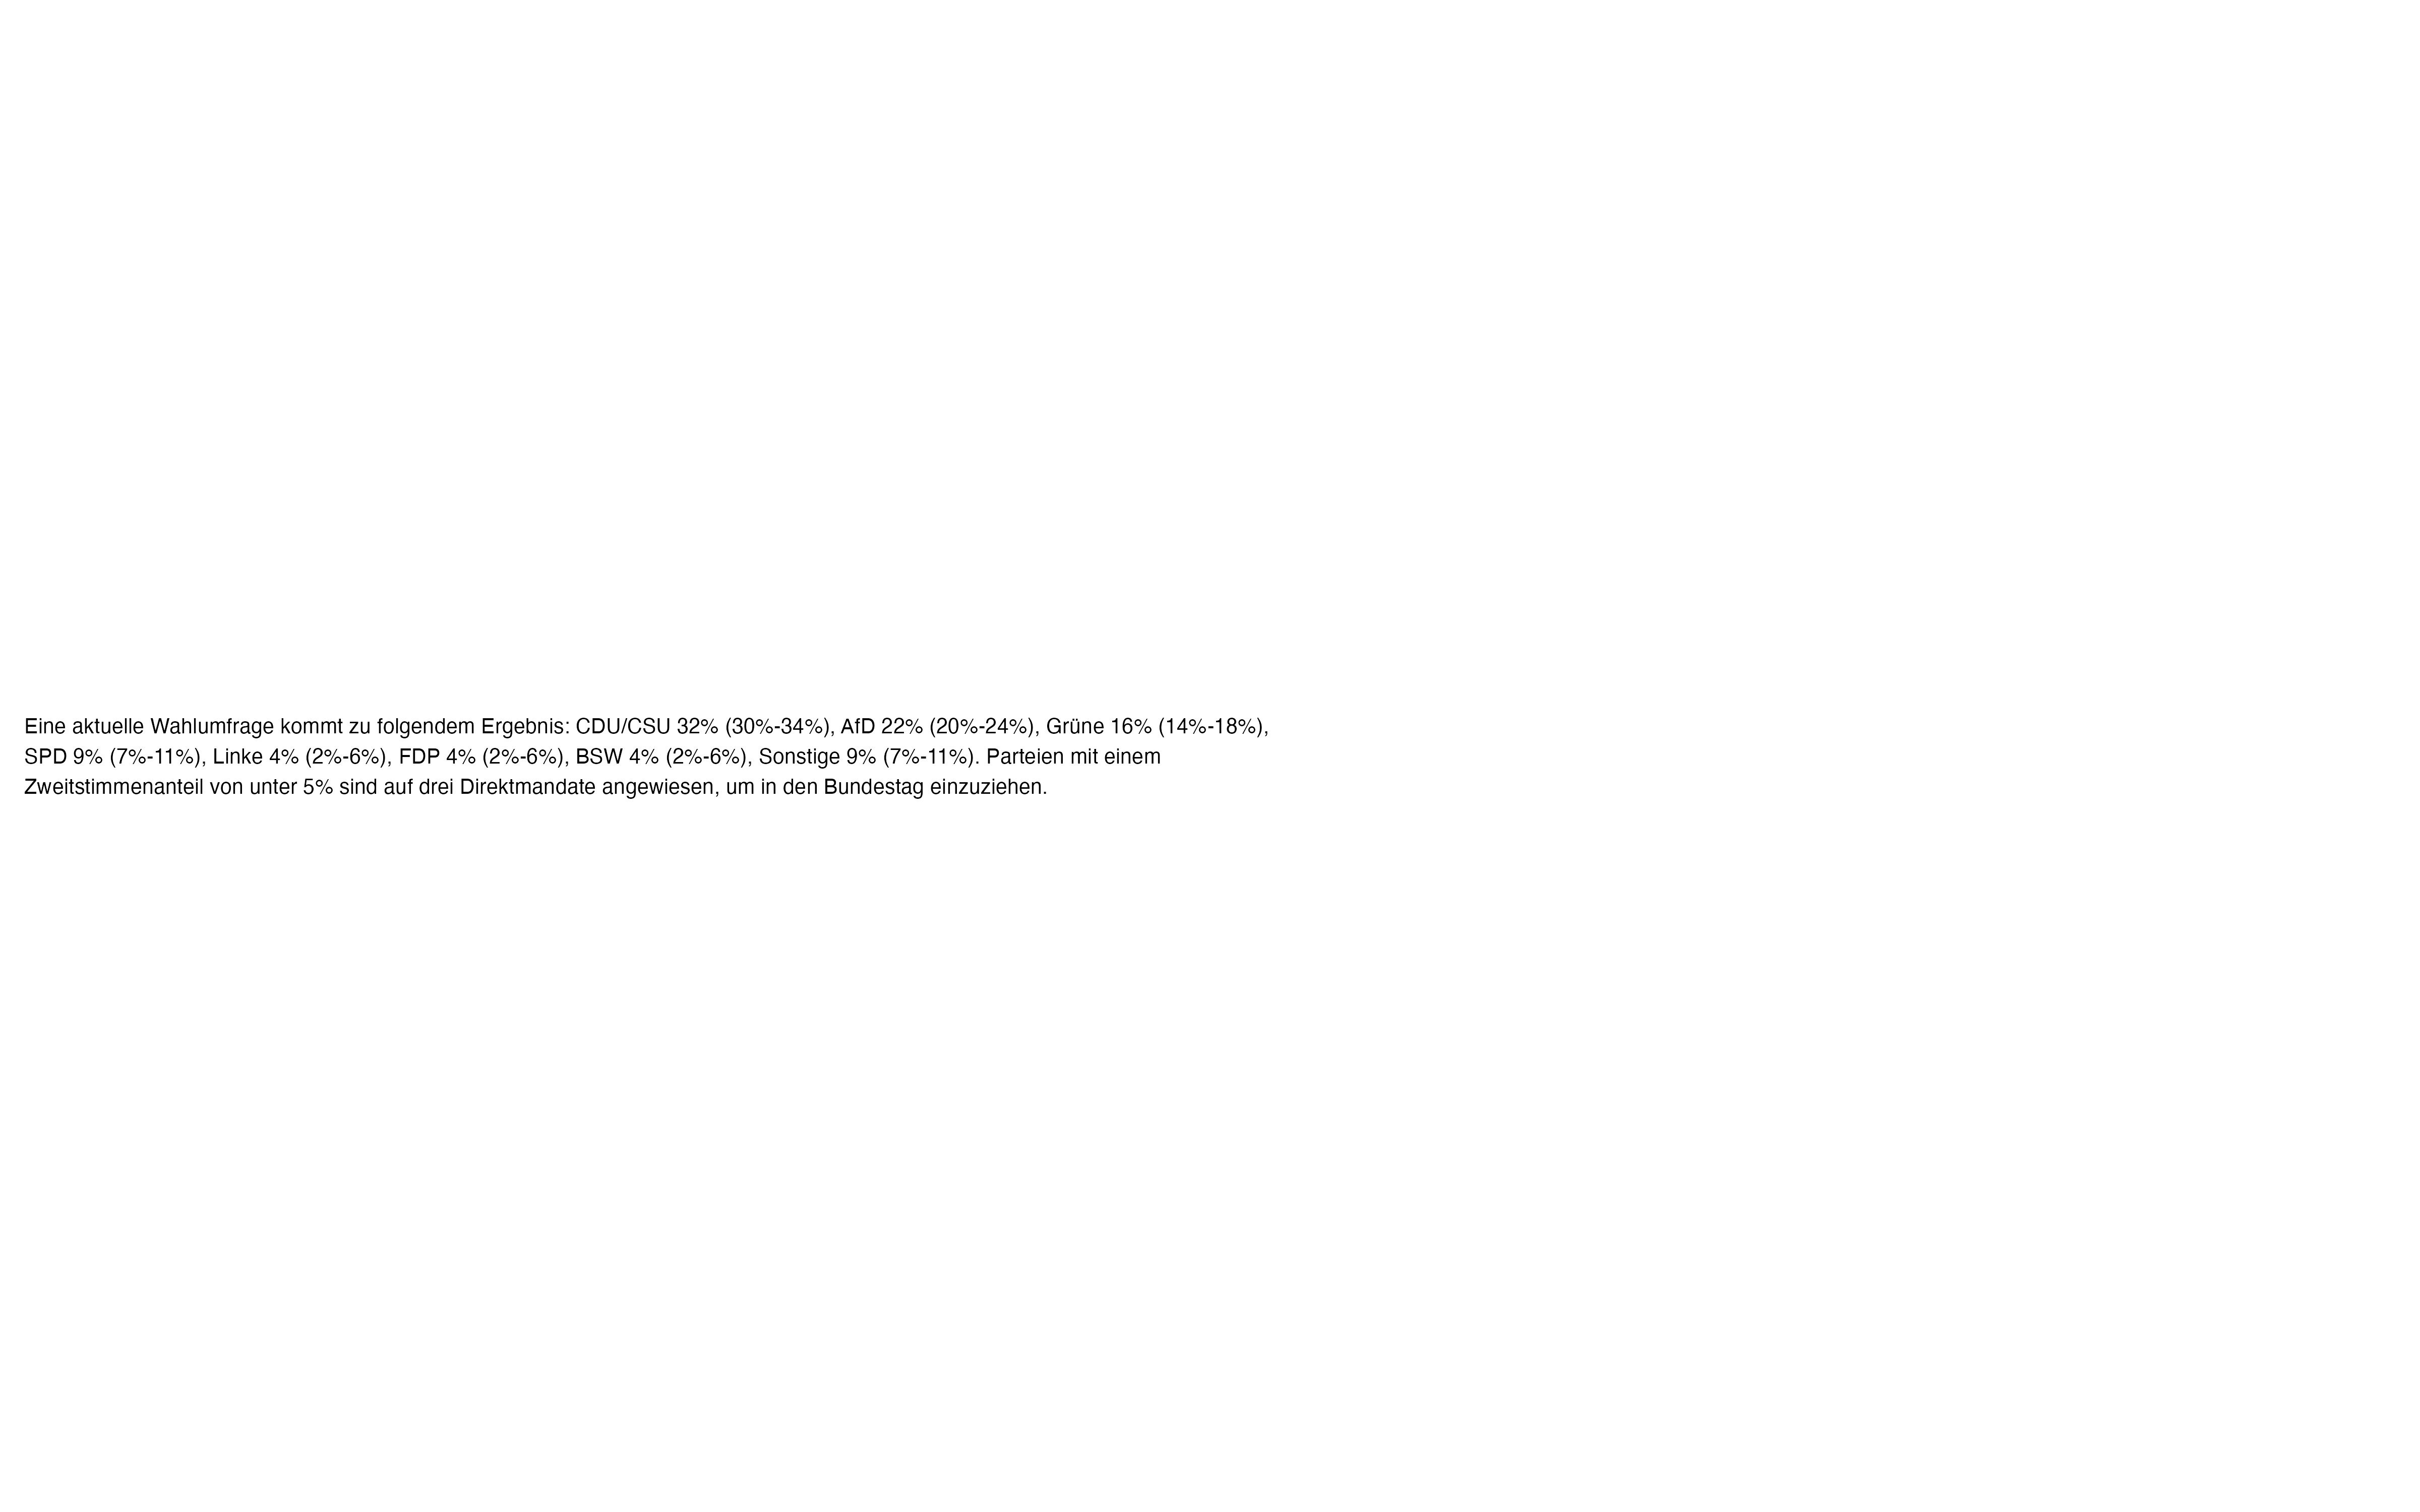 Eine aktuelle Wahlumfrage kommt zu folgendem Ergebnis: CDU/CSU 32% (30%-34%), AfD 22% (20%-24%), Grüne 16% (14%-18%),
SPD 9% (7%-11%), Linke 4% (2%-6%), FDP 4% (2%-6%), BSW 4% (2%-6%), Sonstige 9% (7%-11%). Parteien mit einem
Zweitstimmenanteil von unter 5% sind auf drei Direktmandate angewiesen, um in den Bundestag einzuziehen.